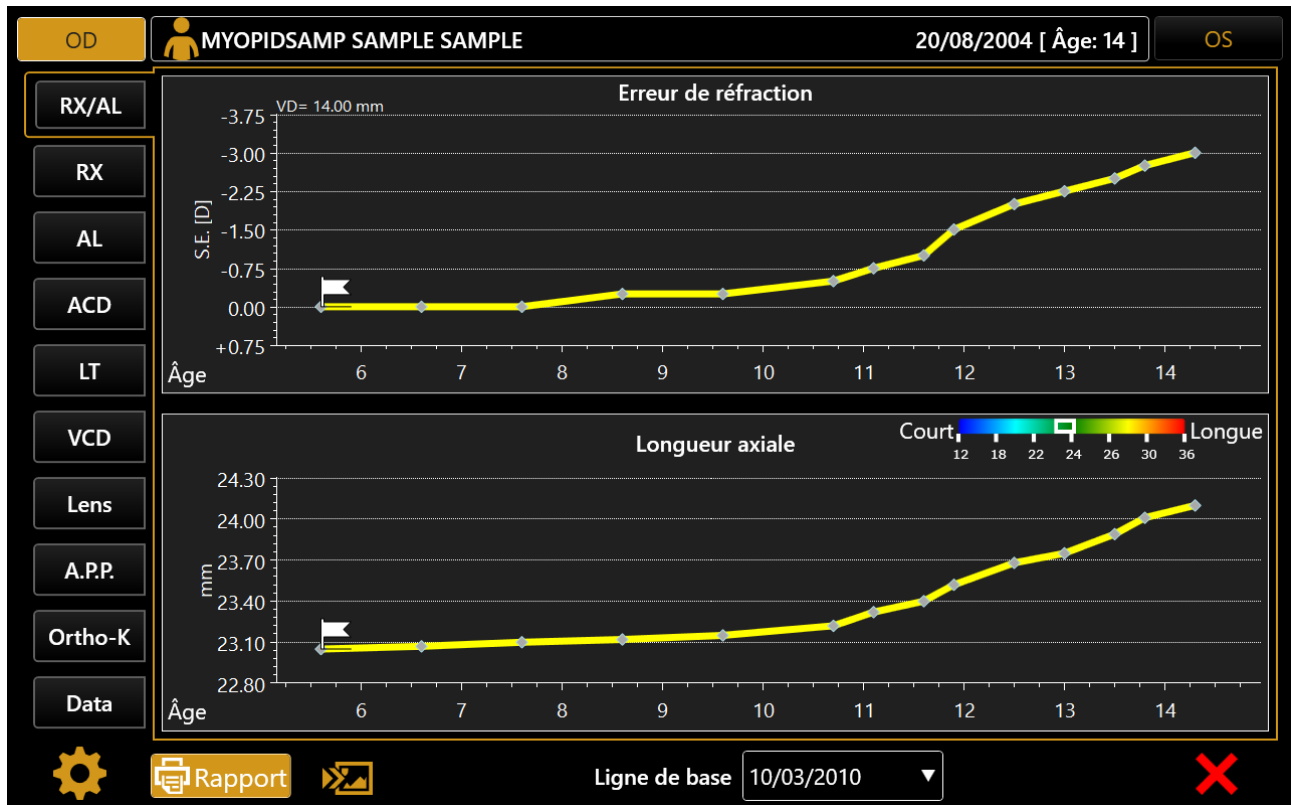 OD
MYOPIDSAMP SAMPLE SAMPLE 20/08/2004 [ Âge: 14 ]
OS
RX/AL
RX
AL
ACD
LT
VCD
Lens
A.P.P.
Ortho-K
Data
Erreur de réfraction
VD= 14.00 mm
S.E. [D]
-3.75
-3.00
-2.25
-1.50
-0.75
0.00
+0.75
Âge 6 7 8 9 10 11 12 13 14
Longueur axiale
Court Longue
12 18 22 24 26 30 36
mm
24.30
24.00
23.70
23.40
23.10
22.80
Âge 6 7 8 9 10 11 12 13 14
Rapport
Ligne de base 10/03/2010